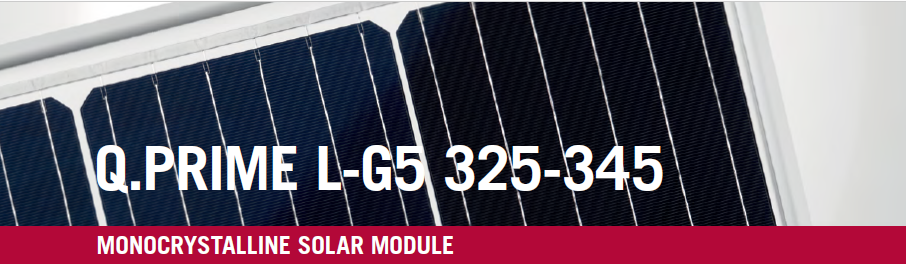 Q.PRIME L-G5 325-345
MONOCRYSTALLINE SOLAR MODULE